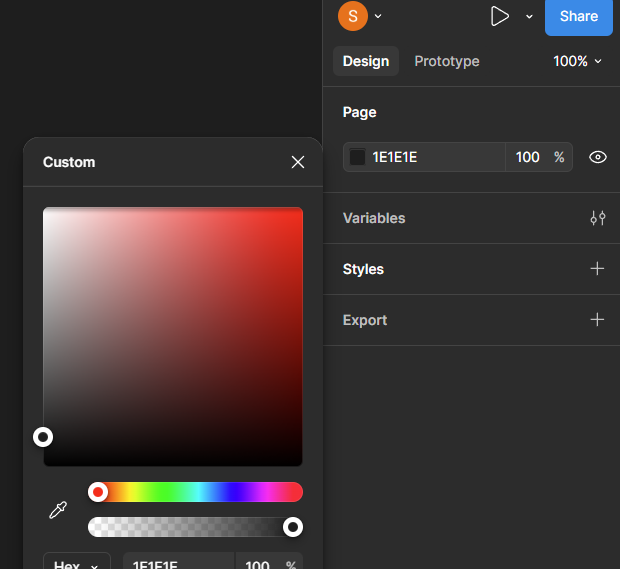 S
Share
Design Prototype 100%
Page
1E1E1E 100 %
Custom
Variables
Styles
Export
Hex 1E1E1E 100 %